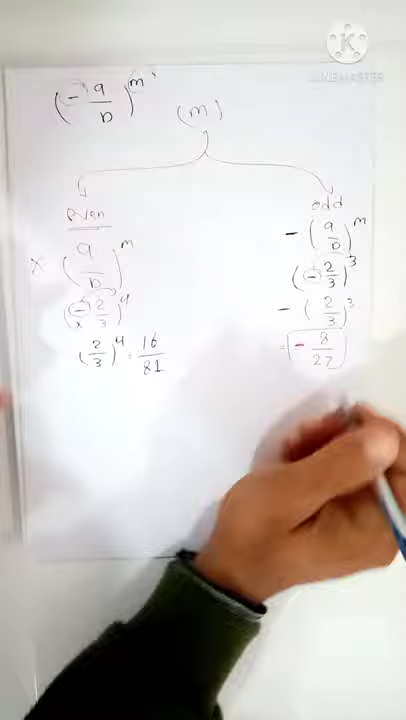 K
KINEMASTER
(-a/b)^m
(m)
even
(a/b)^m
(-2/3)^4
(2/3)^4 = 16/81
odd
-(a/b)^m
(-2/3)^3
-(2/3)^3
= -8/27